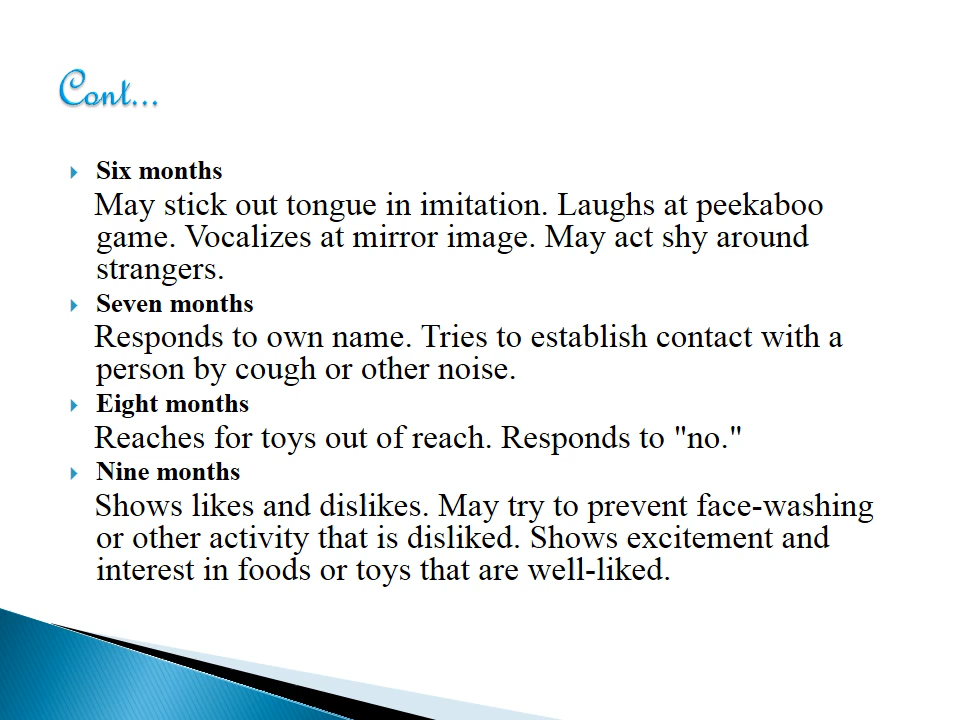 Cont...
Six months
May stick out tongue in imitation. Laughs at peekaboo
game. Vocalizes at mirror image. May act shy around
strangers.
Seven months
Responds to own name. Tries to establish contact with a
person by cough or other noise.
Eight months
Reaches for toys out of reach. Responds to "no."
Nine months
Shows likes and dislikes. May try to prevent face-washing
or other activity that is disliked. Shows excitement and
interest in foods or toys that are well-liked.